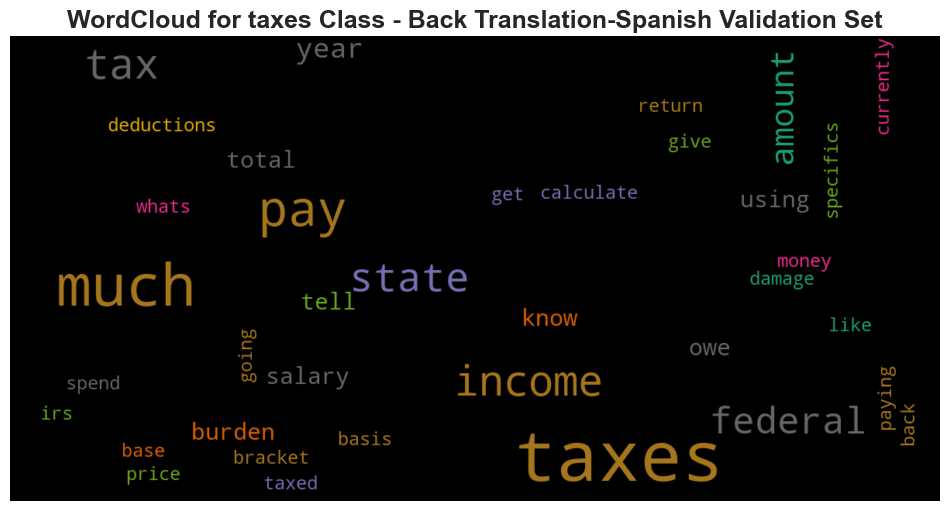 WordCloud for taxes Class - Back Translation-Spanish Validation Set
tax
year
amount
currently
return
deductions
give
specifics
total
get
calculate
using
whats
pay
money
state
damage
much
tell
know
like
going
owe
salary
income
spend
paying
irs
federal
back
burden
basis
base
bracket
taxes
price
taxed